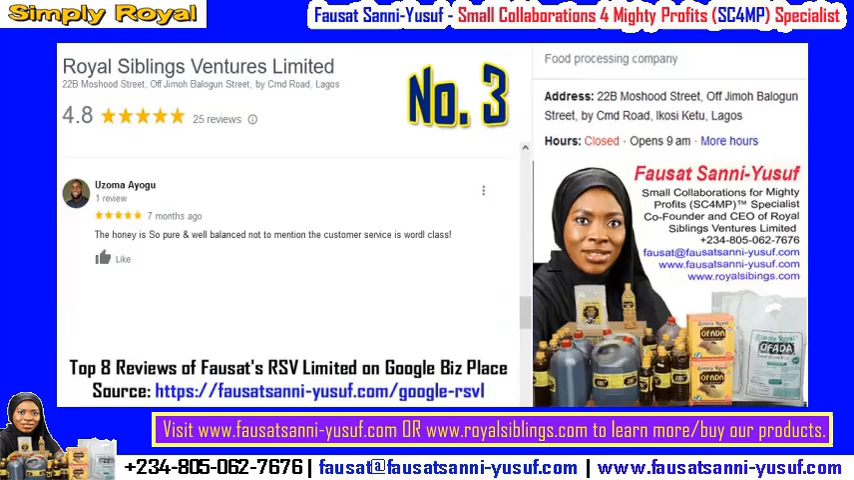 Simply Royal
Fausat Sanni-Yusuf - Small Collaborations 4 Mighty Profits (SC4MP) Specialist
Royal Siblings Ventures Limited
22B Moshood Street, Off Jimoh Balogun Street, by Cmd Road, Lagos
4.8
25 reviews
No. 3
Uzoma Ayogu
1 review
7 months ago
The honey is So pure & well balanced not to mention the customer service is wordl class!
Like
Top 8 Reviews of Fausat's RSV Limited on Google Biz Place
Source: https://fausatsanni-yusuf.com/google-rsvl
Food processing company
Address: 22B Moshood Street, Off Jimoh Balogun
Street, by Cmd Road, Ikosi Ketu, Lagos
Hours: Closed · Opens 9 am · More hours
Fausat Sanni-Yusuf
Small Collaborations for Mighty
Profits (SC4MP)™ Specialist
Co-Founder and CEO of Royal
Siblings Ventures Limited
+234-805-062-7676
fausat@fausatsanni-yusuf.com
www.fausatsanni-yusuf.com
www.royalsibings.com
OFADA
OFADA
OFADA
Visit www.fausatsanni-yusuf.com OR www.royalsiblings.com to learn more/buy our products.
+234-805-062-7676 | fausat@fausatsanni-yusuf.com | www.fausatsanni-yusuf.com